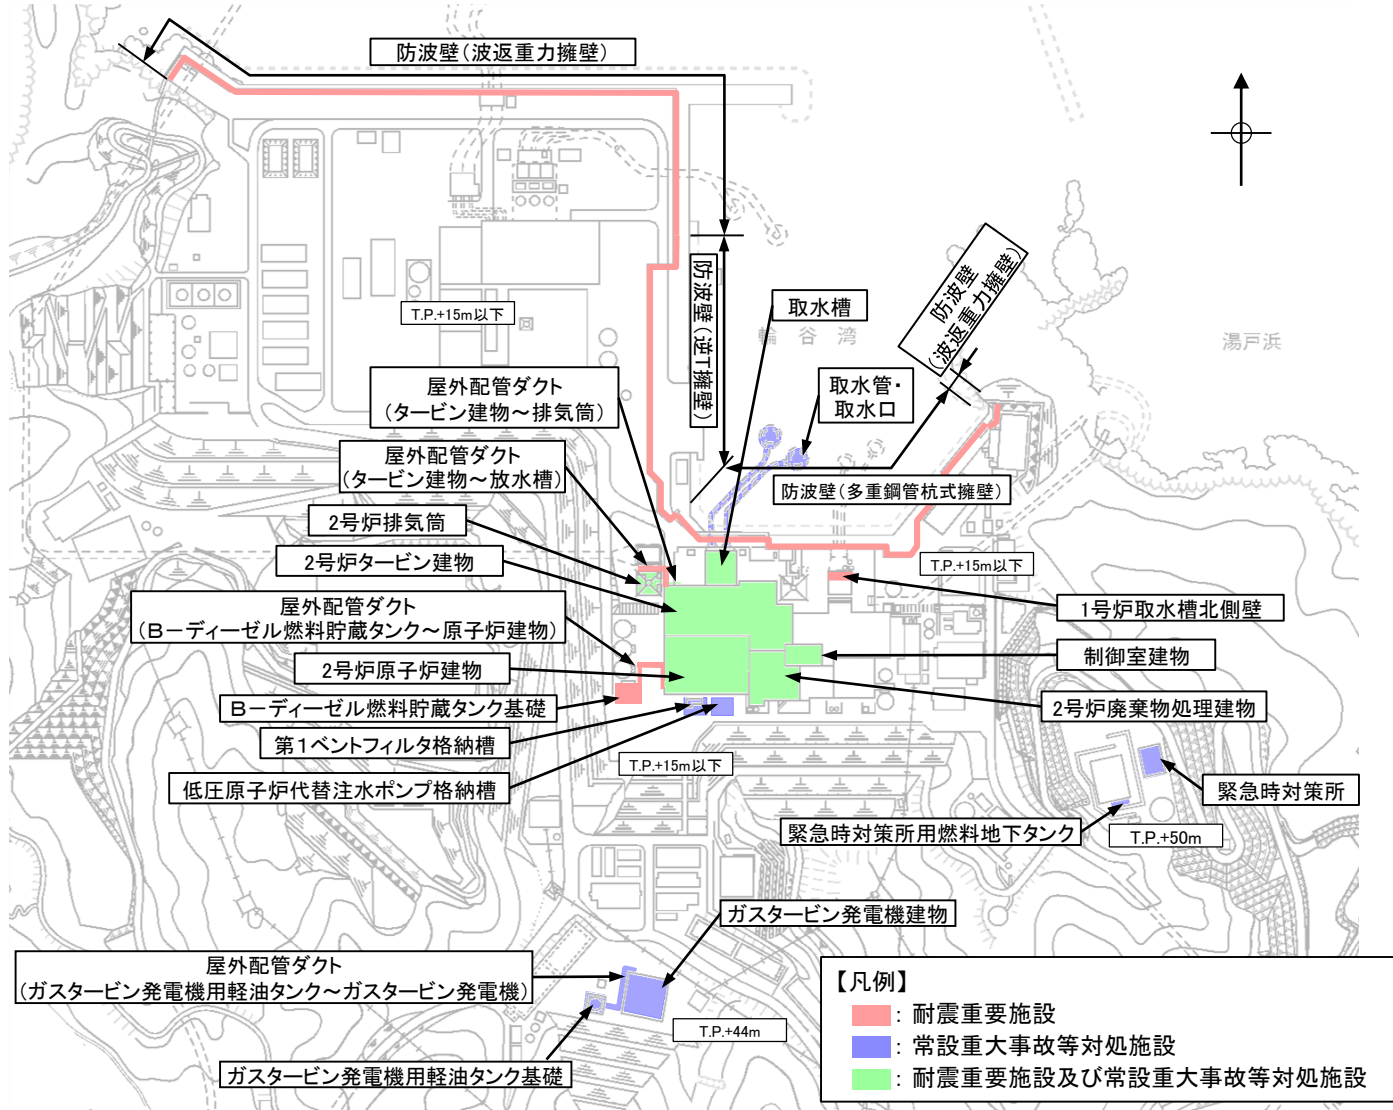 防波壁(波返重力擁壁)
防波壁(逆T擁壁)
防波壁
(波返重力擁壁)
取水槽
輪谷湾
湯戸浜
T.P.+15m以下
屋外配管ダクト
(タービン建物～排気筒)
取水管・
取水口
屋外配管ダクト
(タービン建物～放水槽)
防波壁(多重鋼管杭式擁壁)
2号炉排気筒
2号炉タービン建物
T.P.+15m以下
屋外配管ダクト
(B－ディーゼル燃料貯蔵タンク～原子炉建物)
1号炉取水槽北側壁
2号炉原子炉建物
制御室建物
B－ディーゼル燃料貯蔵タンク基礎
2号炉廃棄物処理建物
第1ベントフィルタ格納槽
T.P.+15m以下
低圧原子炉代替注水ポンプ格納槽
緊急時対策所
緊急時対策所用燃料地下タンク
T.P.+50m
ガスタービン発電機建物
屋外配管ダクト
(ガスタービン発電機用軽油タンク～ガスタービン発電機)
T.P.+44m
ガスタービン発電機用軽油タンク基礎
【凡例】
：耐震重要施設
：常設重大事故等対処施設
：耐震重要施設及び常設重大事故等対処施設